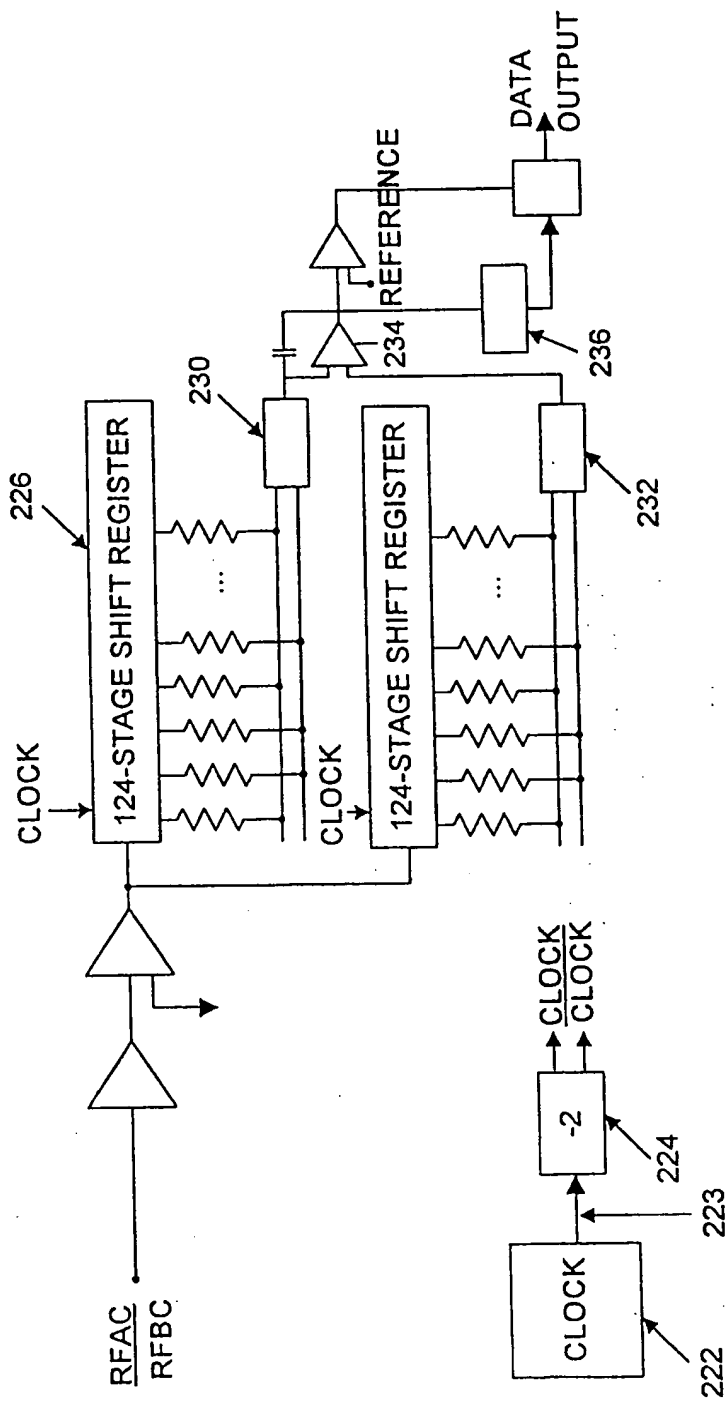 RFAC
RFBC
CLOCK
226
124-STAGE SHIFT REGISTER
...
230
CLOCK
124-STAGE SHIFT REGISTER
...
232
234
REFERENCE
236
DATA
OUTPUT
CLOCK
222
223
-2
224
CLOCK
CLOCK